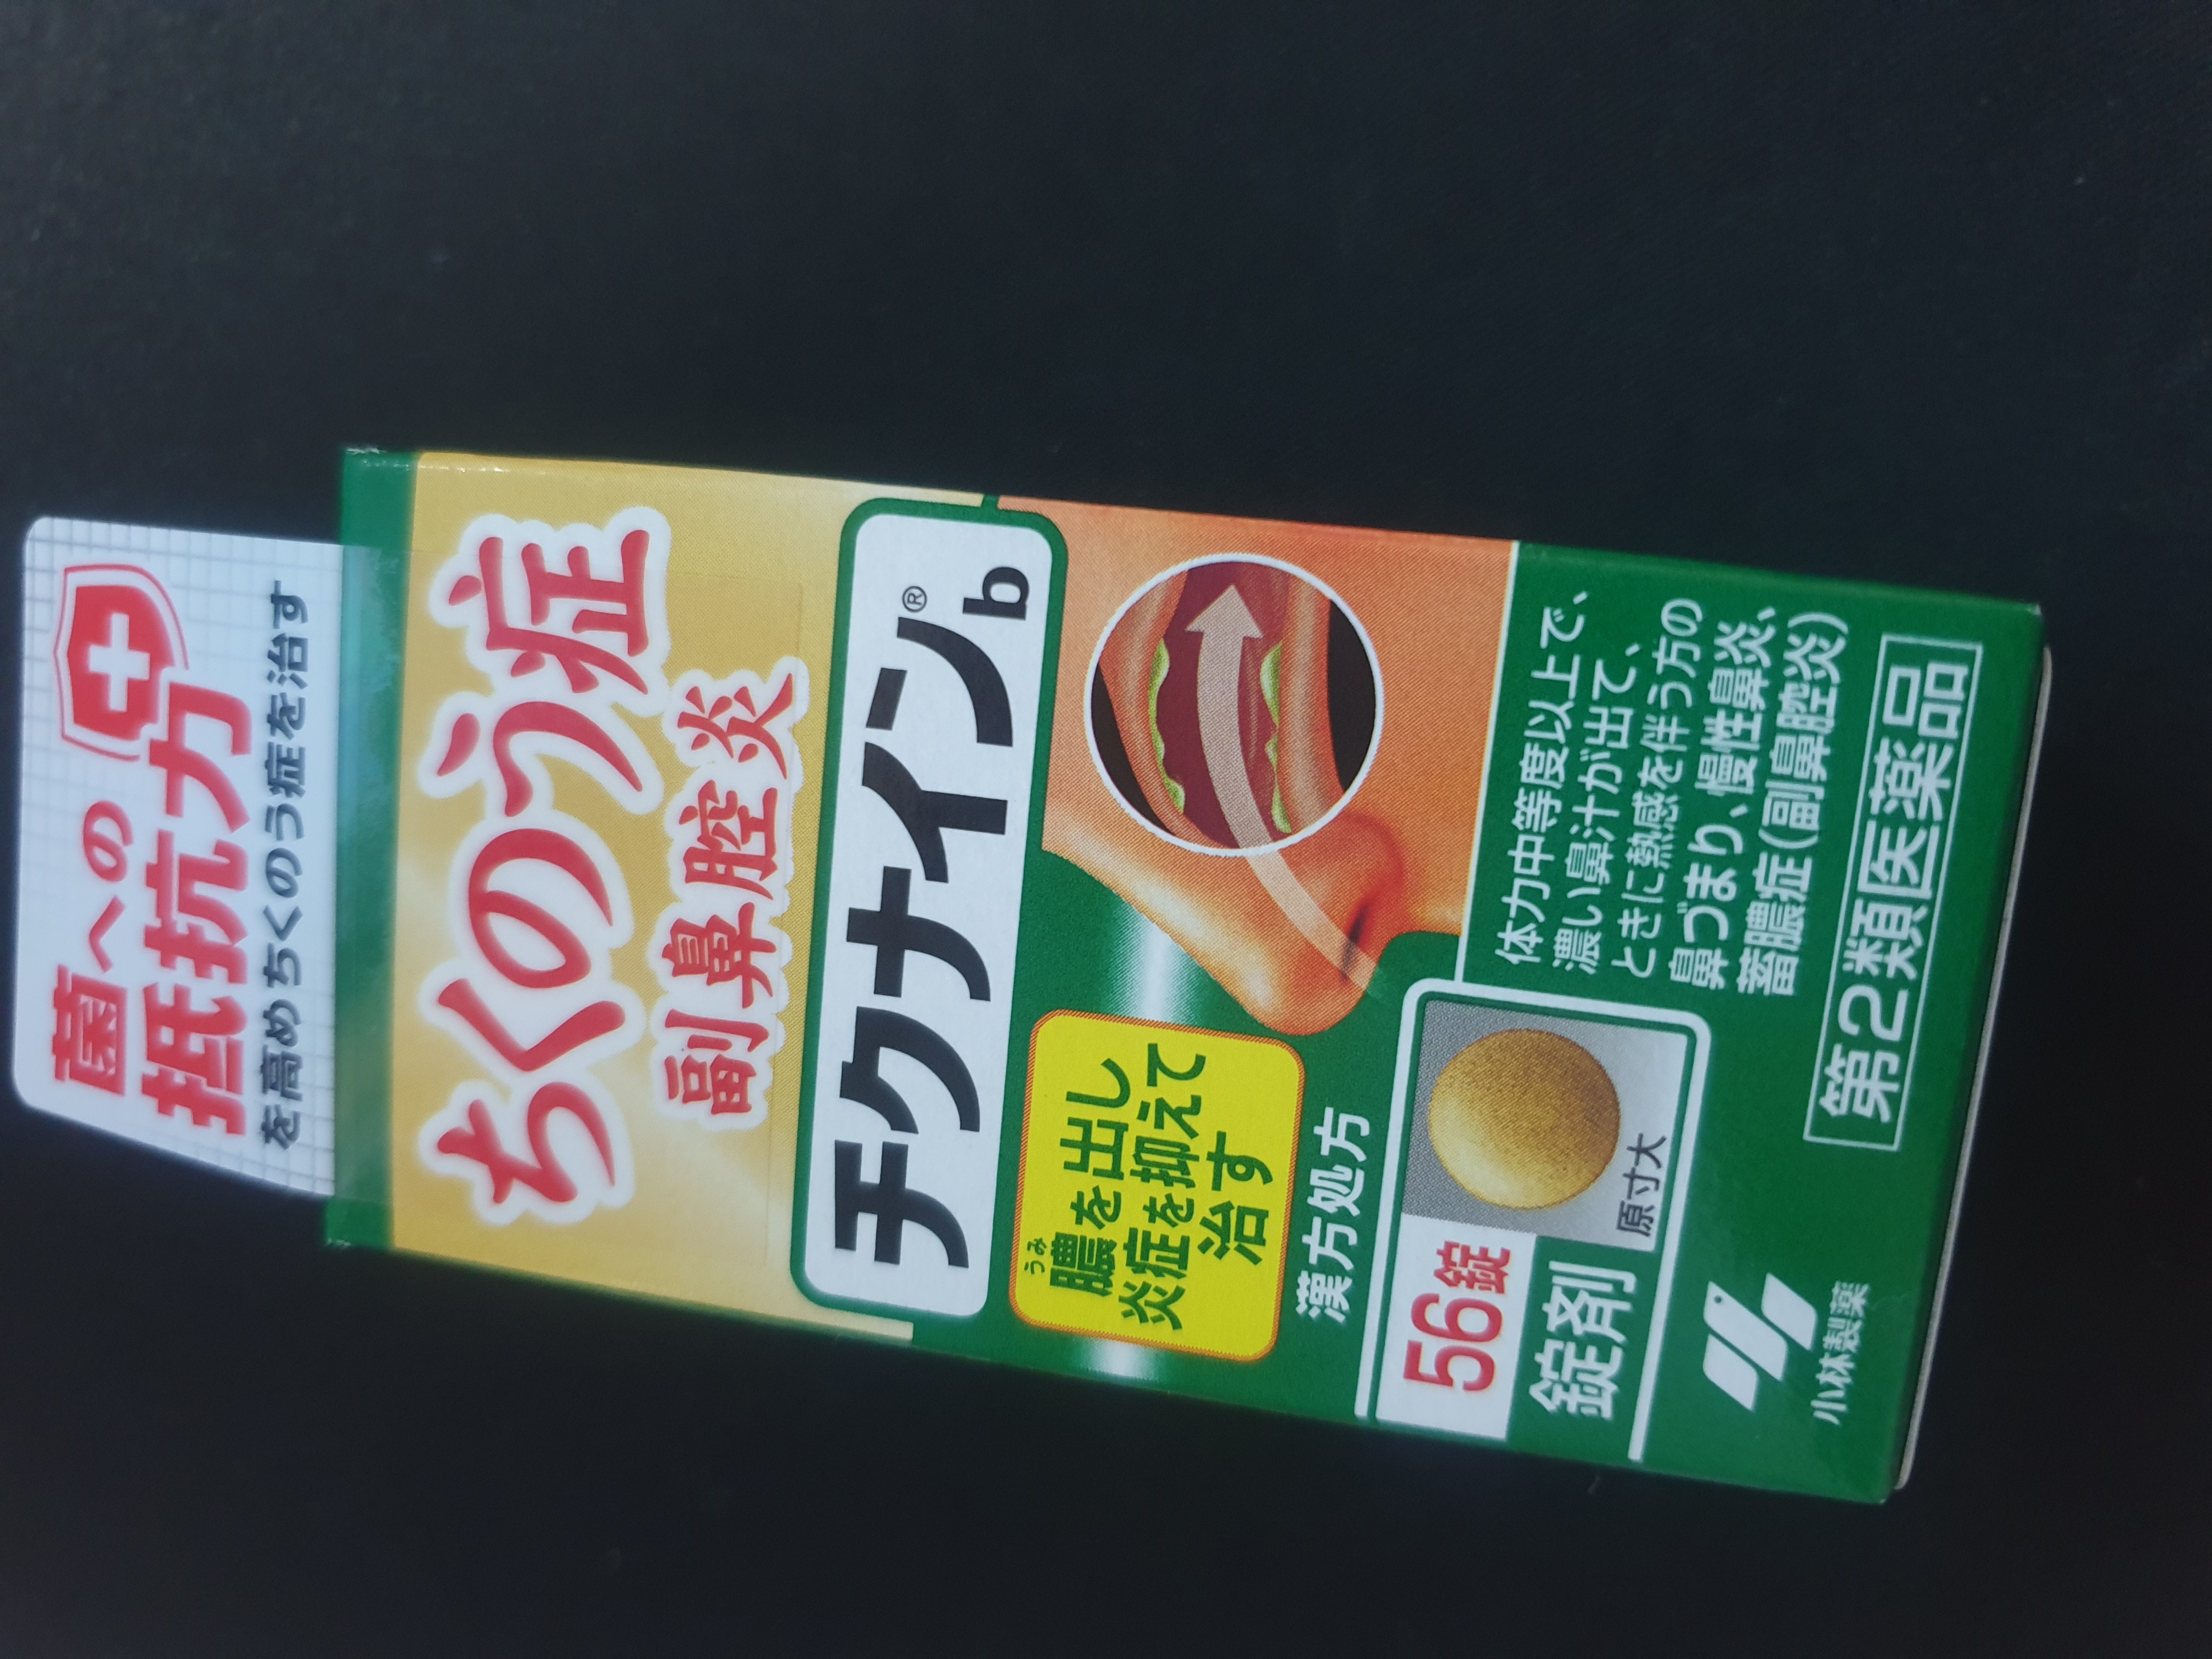 菌への
抵抗力
を高めちくのう症を治す
ちくのう症
副鼻腔炎
チクナイン®b
うみ
膿を出し
炎症を抑えて
治す
漢方処方
56錠
錠剤
原寸大
体力中等度以上で、
濃い鼻汁が出て、
ときに熱感を伴う方の
鼻づまり、慢性鼻炎、
蓄膿症(副鼻腔炎)
第2類医薬品
小林製薬